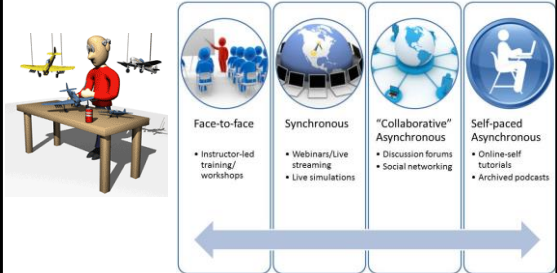 Face-to-face
• Instructor-led
training/
workshops
Synchronous
• Webinars/Live
streaming
• Live simulations
"Collaborative"
Asynchronous
• Discussion forums
• Social networking
Self-paced
Asynchronous
• Online-self
tutorials
• Archived podcasts